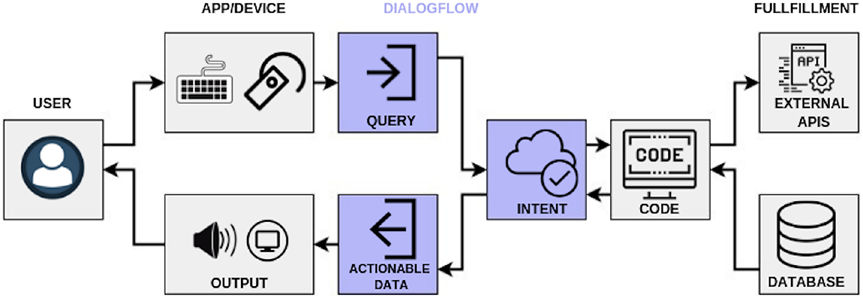 APP/DEVICE
DIALOGFLOW
FULLFILLMENT
USER
QUERY
API
EXTERNAL
APIS
INTENT
CODE
CODE
OUTPUT
ACTIONABLE
DATA
DATABASE